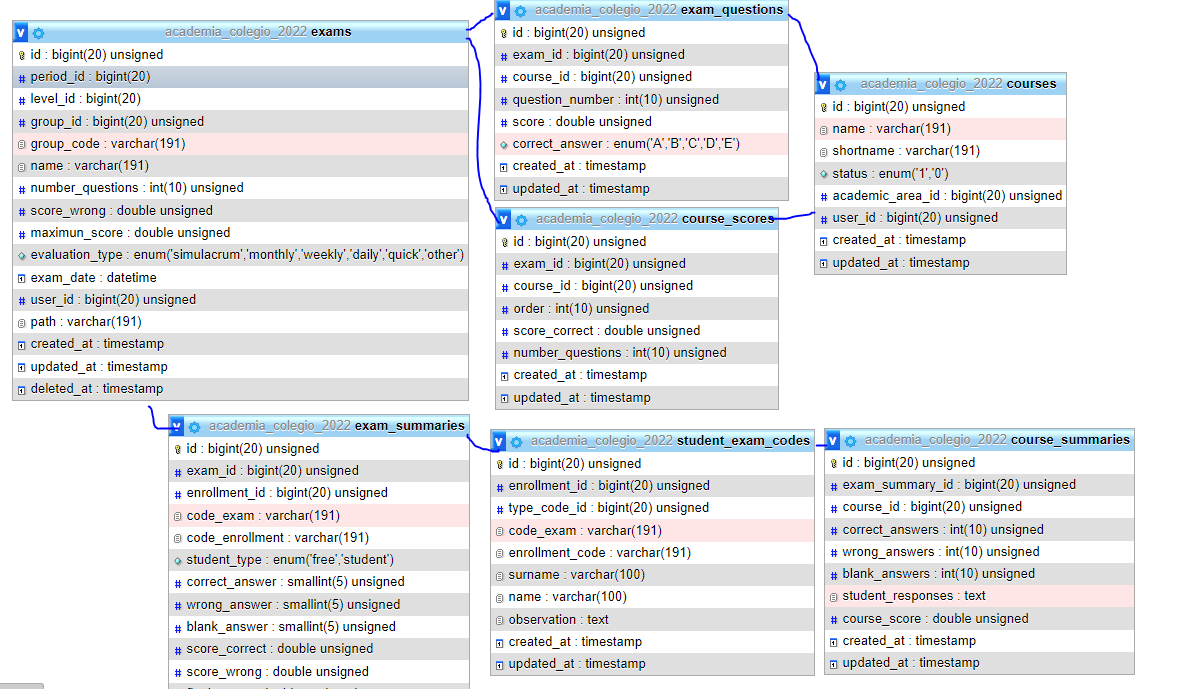 academia_colegio_2022 exams
id : bigint(20) unsigned
period_id : bigint(20)
level_id : bigint(20)
group_id : bigint(20) unsigned
group_code : varchar(191)
name : varchar(191)
number_questions : int(10) unsigned
score_wrong : double unsigned
maximun_score : double unsigned
evaluation_type : enum('simulacrum','monthly','weekly','daily','quick','other')
exam_date : datetime
user_id : bigint(20) unsigned
path : varchar(191)
created_at : timestamp
updated_at : timestamp
deleted_at : timestamp
academia_colegio_2022 exam_questions
id : bigint(20) unsigned
exam_id : bigint(20) unsigned
course_id : bigint(20) unsigned
question_number : int(10) unsigned
score : double unsigned
correct_answer : enum('A','B','C','D','E')
created_at : timestamp
updated_at : timestamp
academia_colegio_2022 courses
id : bigint(20) unsigned
name : varchar(191)
shortname : varchar(191)
status : enum('1','0')
academic_area_id : bigint(20) unsigned
user_id : bigint(20) unsigned
created_at : timestamp
updated_at : timestamp
academia_colegio_2022 course_scores
id : bigint(20) unsigned
exam_id : bigint(20) unsigned
course_id : bigint(20) unsigned
order : int(10) unsigned
score_correct : double unsigned
number_questions : int(10) unsigned
created_at : timestamp
updated_at : timestamp
academia_colegio_2022 exam_summaries
id : bigint(20) unsigned
exam_id : bigint(20) unsigned
enrollment_id : bigint(20) unsigned
code_exam : varchar(191)
code_enrollment : varchar(191)
student_type : enum('free','student')
correct_answer : smallint(5) unsigned
wrong_answer : smallint(5) unsigned
blank_answer : smallint(5) unsigned
score_correct : double unsigned
score_wrong : double unsigned
academia_colegio_2022 student_exam_codes
id : bigint(20) unsigned
enrollment_id : bigint(20) unsigned
type_code_id : bigint(20) unsigned
code_exam : varchar(191)
enrollment_code : varchar(191)
surname : varchar(100)
name : varchar(100)
observation : text
created_at : timestamp
updated_at : timestamp
academia_colegio_2022 course_summaries
id : bigint(20) unsigned
exam_summary_id : bigint(20) unsigned
course_id : bigint(20) unsigned
correct_answers : int(10) unsigned
wrong_answers : int(10) unsigned
blank_answers : int(10) unsigned
student_responses : text
course_score : double unsigned
created_at : timestamp
updated_at : timestamp